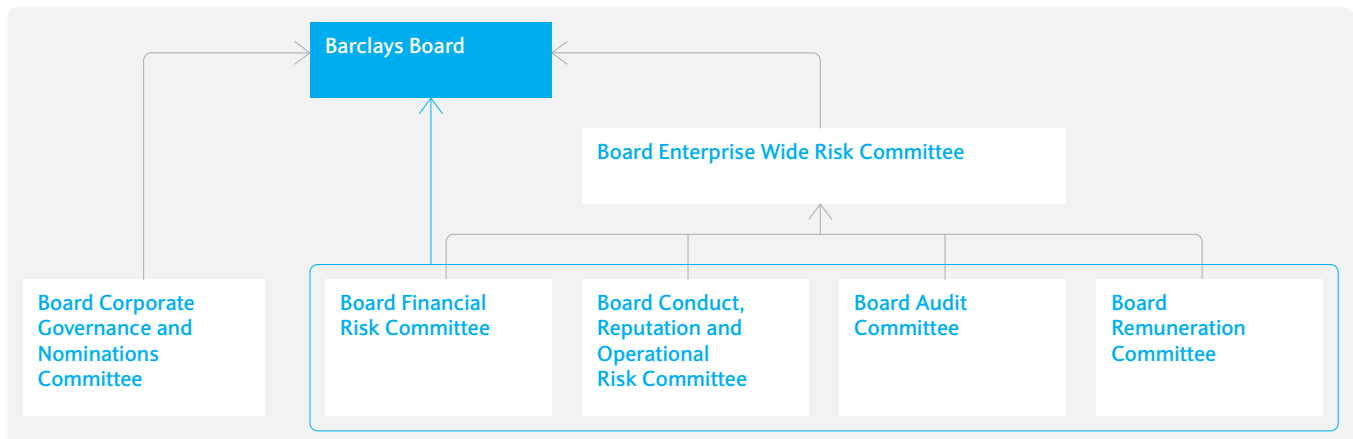 Barclays Board
Board Enterprise Wide Risk Committee
Board Corporate
Governance and
Nominations
Committee
Board Financial
Risk Committee
Board Conduct,
Reputation and
Operational
Risk Committee
Board Audit
Committee
Board
Remuneration
Committee